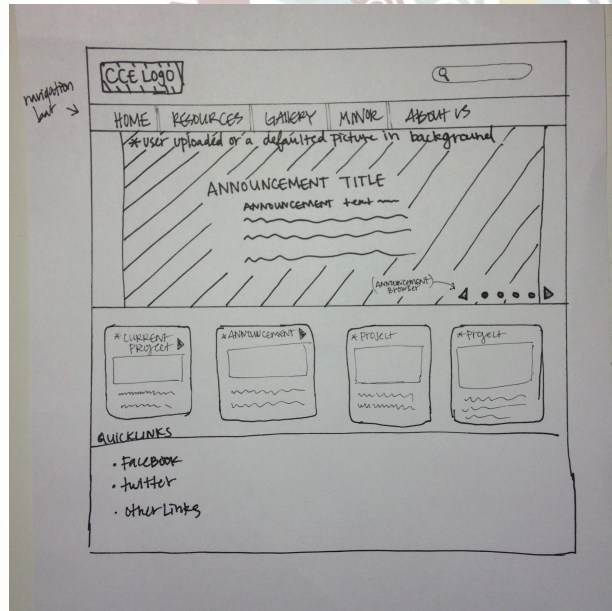 CCE LOGO
navigation
bar
HOME RESOURCES GALLERY MINOR ABOUT US
*user uploaded or a defaulted picture in background
ANNOUNCEMENT TITLE
ANNOUNCEMENT text
(ANNOUNCEMENT)
Browser
*CURRENT
PROJECT
*ANNOUNCEMENT
*Project
*Project
QUICKLINKS
• FACEBOOK
• twitter
• other Links